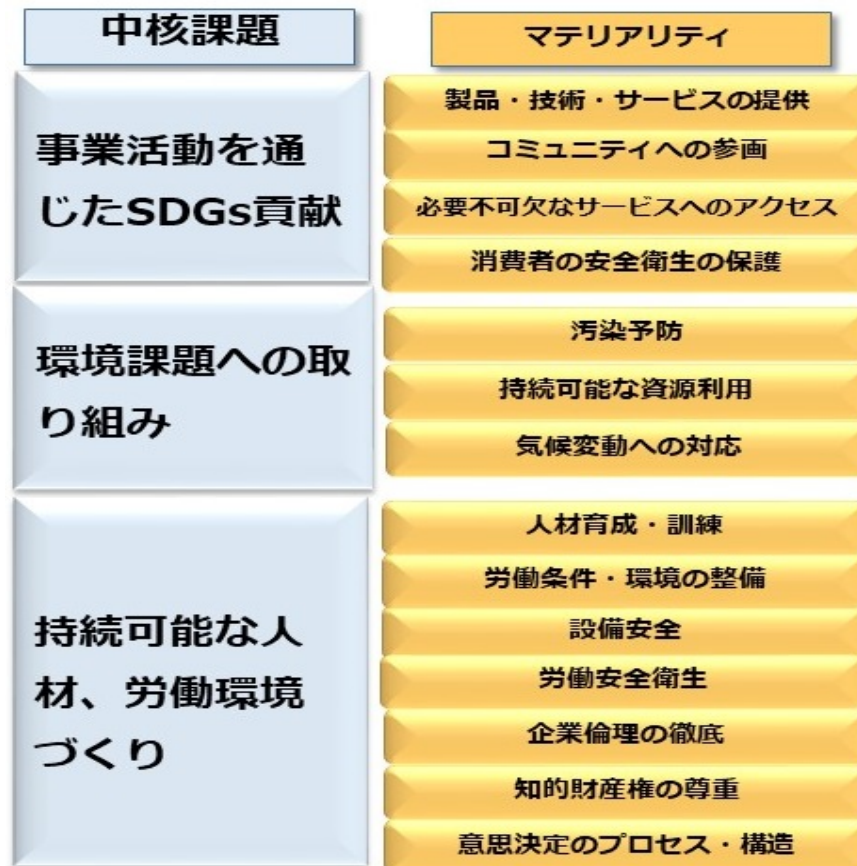 中核課題
マテリアリティ
事業活動を通
じたSDGs貢献
製品・技術・サービスの提供
コミュニティへの参画
必要不可欠なサービスへのアクセス
消費者の安全衛生の保護
環境課題への取
り組み
汚染予防
持続可能な資源利用
気候変動への対応
持続可能な人
材、労働環境
づくり
人材育成・訓練
労働条件・環境の整備
設備安全
労働安全衛生
企業倫理の徹底
知的財産権の尊重
意思決定のプロセス・構造